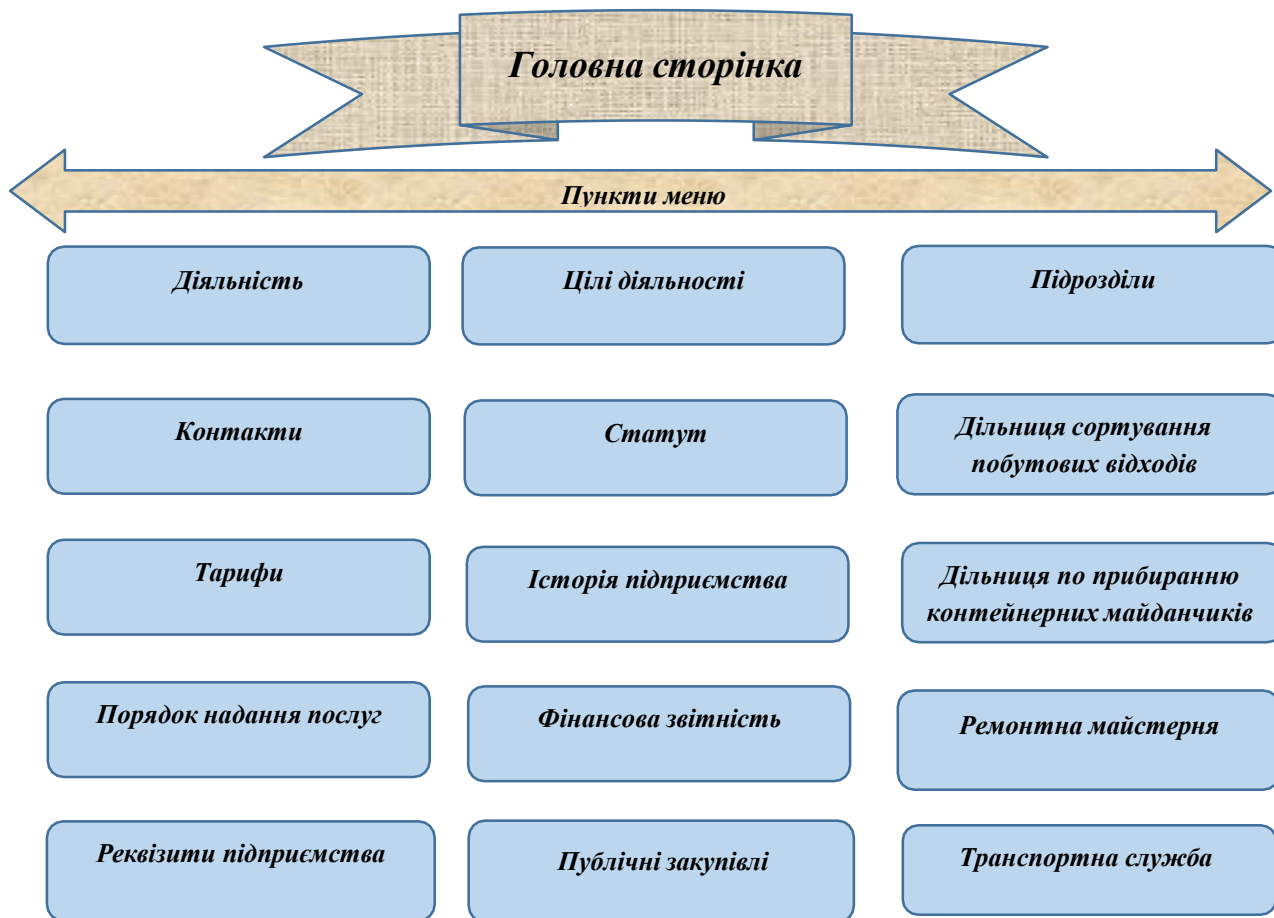 Головна сторінка
Пункти меню
Діяльність
Цілі діяльності
Підрозділи
Контакти
Статут
Дільниця сортування
побутових відходів
Тарифи
Історія підприємства
Дільниця по прибиранню
контейнерних майданчиків
Порядок надання послуг
Фінансова звітність
Ремонтна майстерня
Реквізити підприємства
Публічні закупівлі
Транспортна служба